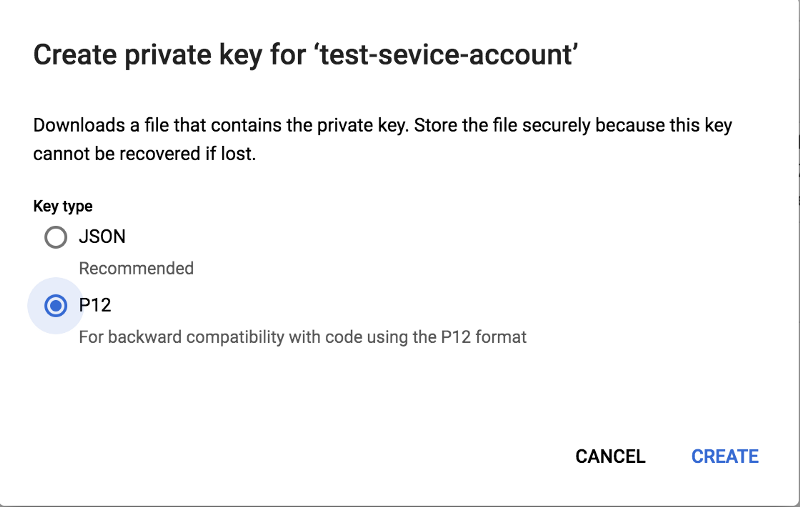 Create private key for ‘test-sevice-account’
Downloads a file that contains the private key. Store the file securely because this key
cannot be recovered if lost.
Key type
JSON
Recommended
P12
For backward compatibility with code using the P12 format
CANCEL CREATE